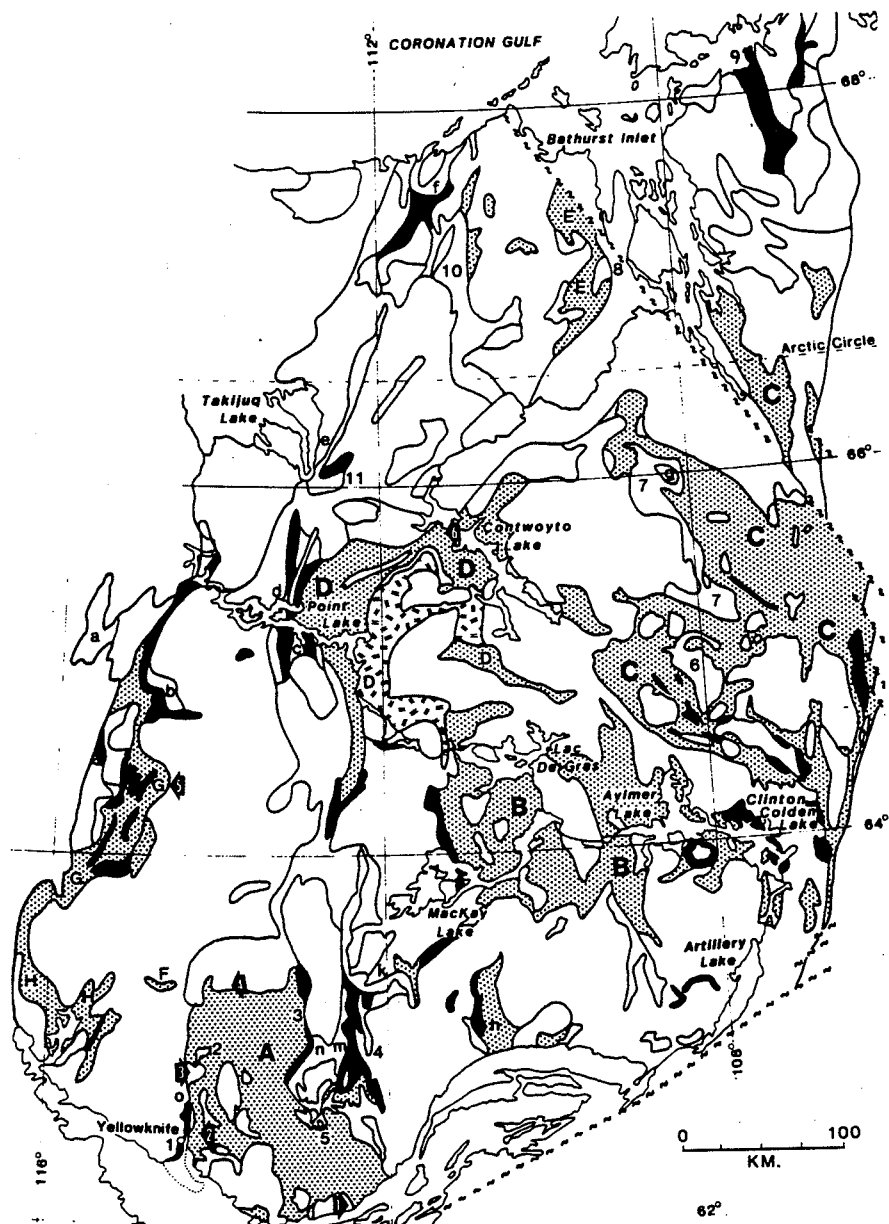 112°
CORONATION GULF
9
68°
Bathurst Inlet
f
E
10
8
E
Arctic Circle
C
Takijuq
Lake
e
66°
11
7
9
C
Contwoyto
Lake
D
d
D
Point
Lake
7
a
c
C
D
D
C
6
b
Lac
De Gras
G
B
Aylmer
Lake
Clinton
Colden
Lake
64°
B
G
MacKay
Lake
A
Artillery
Lake
k
H
F
H
A
n
m
4
h
2
108°
o
Yellowknife
1
5
0
100
KM.
116°
62°